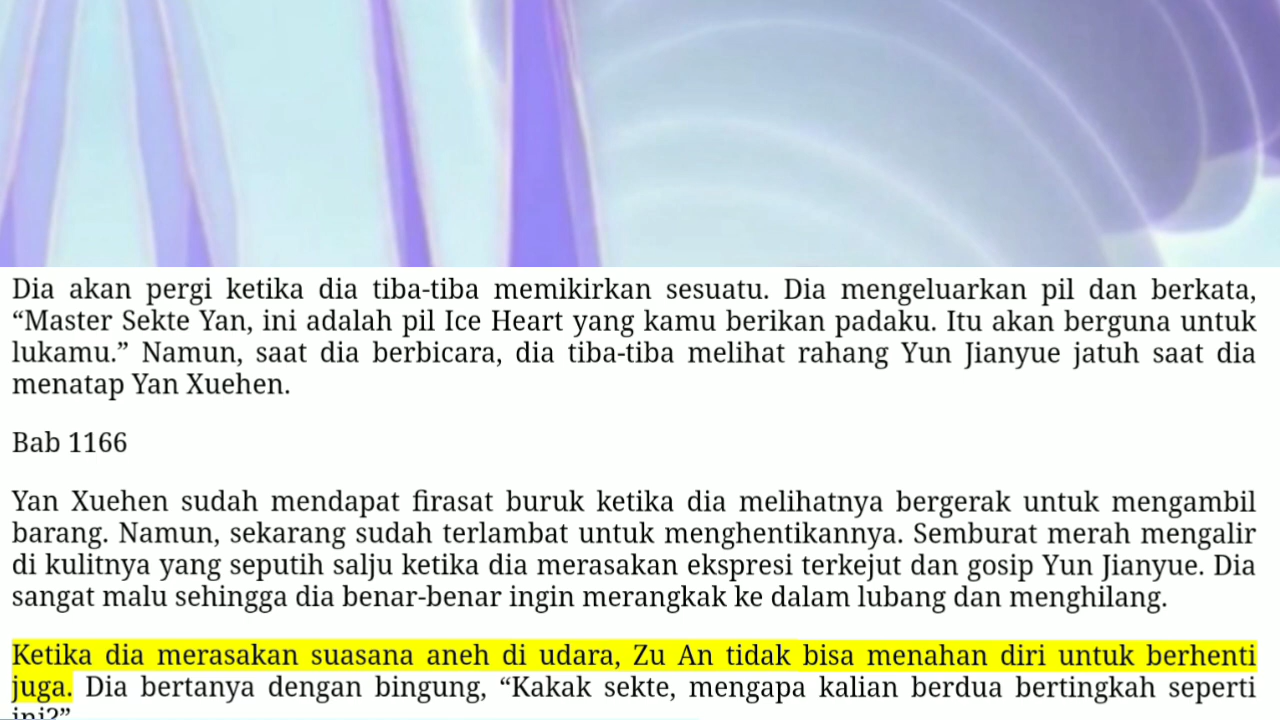 Dia akan pergi ketika dia tiba-tiba memikirkan sesuatu. Dia mengeluarkan pil dan berkata,
“Master Sekte Yan, ini adalah pil Ice Heart yang kamu berikan padaku. Itu akan berguna untuk
lukamu.” Namun, saat dia berbicara, dia tiba-tiba melihat rahang Yun Jianyue jatuh saat dia
menatap Yan Xuehen.
Bab 1166
Yan Xuehen sudah mendapat firasat buruk ketika dia melihatnya bergerak untuk mengambil
barang. Namun, sekarang sudah terlambat untuk menghentikannya. Semburat merah mengalir
di kulitnya yang seputih salju ketika dia merasakan ekspresi terkejut dan gosip Yun Jianyue. Dia
sangat malu sehingga dia benar-benar ingin merangkak ke dalam lubang dan menghilang.
Ketika dia merasakan suasana aneh di udara, Zu An tidak bisa menahan diri untuk berhenti
juga. Dia bertanya dengan bingung, “Kakak sekte, mengapa kalian berdua bertingkah seperti
ini?”